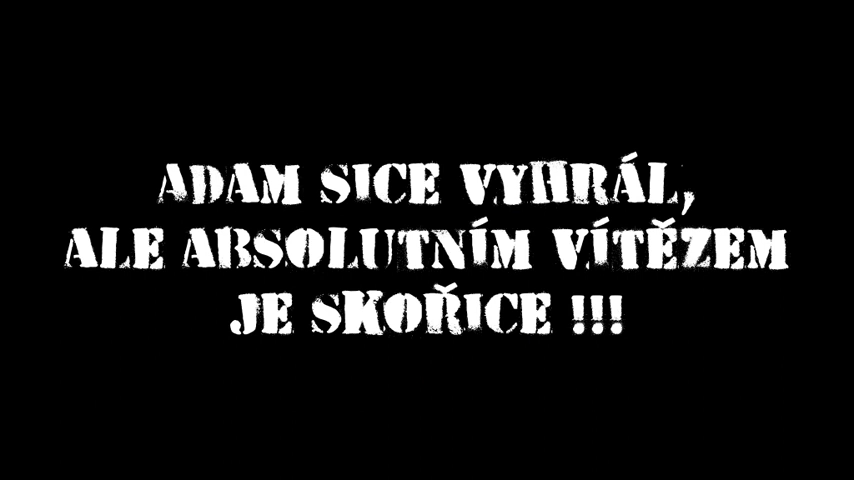 ADAM SICE VYHRÁL,
ALE ABSOLUTNÍM VÍTĚZEM
JE SKOŘICE !!!